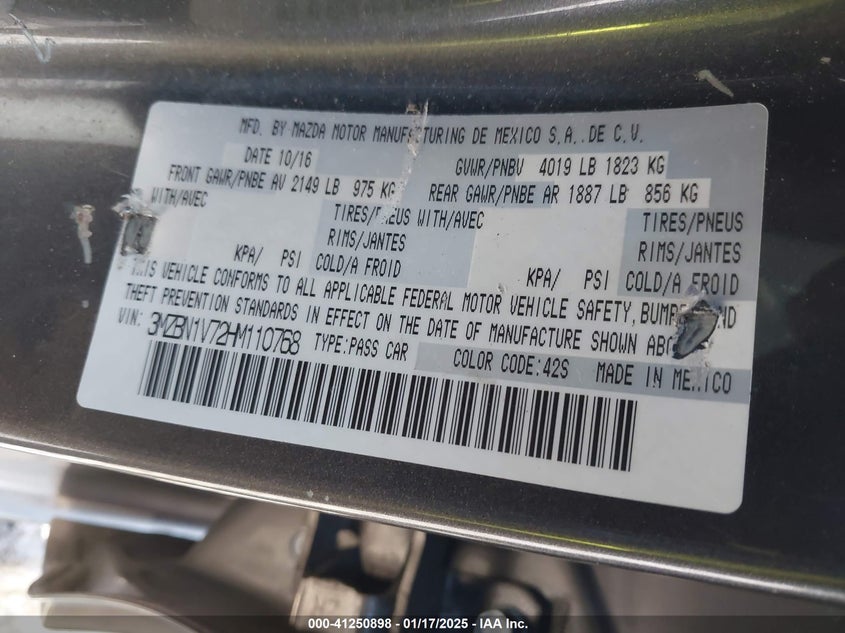 MFD. BY MAZDA MOTOR MANUFACTURING DE MEXICO S.A. DE C.V.
DATE 10/16 GVWR/PNBV 4019 LB 1823 KG
FRONT GAWR/PNBE AV 2149 LB 975 KG REAR GAWR/PNBE AR 1887 LB 856 KG
WITH/AVEC TIRES/PNEUS WITH/AVEC TIRES/PNEUS
RIMS/JANTES RIMS/JANTES
KPA/ PSI COLD/A FROID KPA/ PSI COLD/A FROID
THIS VEHICLE CONFORMS TO ALL APPLICABLE FEDERAL MOTOR VEHICLE SAFETY, BUMPER AND
THEFT PREVENTION STANDARDS IN EFFECT ON THE DATE OF MANUFACTURE SHOWN ABOVE
VIN: 3MZBN1V72HM110768 TYPE:PASS CAR COLOR CODE:42S MADE IN MEXICO
000-41250898 - 01/17/2025 - IAA Inc.